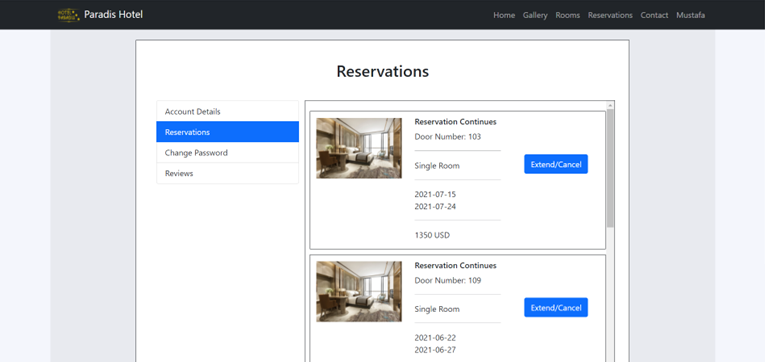 Paradis Hotel
Home Gallery Rooms Reservations Contact Mustafa
Reservations
Account Details
Reservations
Change Password
Reviews
Reservation Continues
Door Number: 103
Single Room
2021-07-15
2021-07-24
1350 USD
Extend/Cancel
Reservation Continues
Door Number: 109
Single Room
2021-06-22
2021-06-27
Extend/Cancel